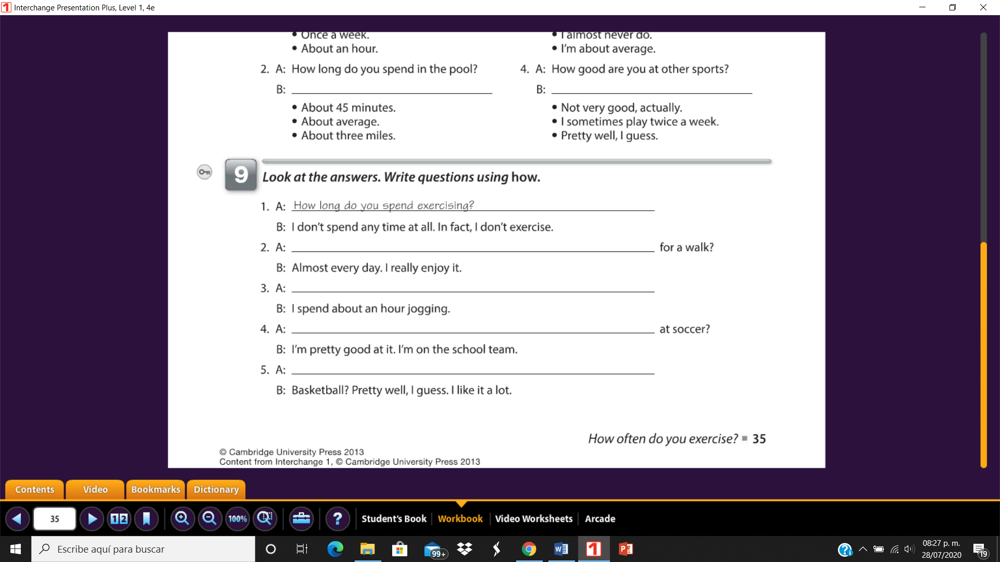 Interchange Presentation Plus, Level 1, 4e
• Once a week.
• About an hour.
2. A: How long do you spend in the pool?
B:
• About 45 minutes.
• About average.
• About three miles.
• I almost never do.
• I'm about average.
4. A: How good are you at other sports?
B:
• Not very good, actually.
• I sometimes play twice a week.
• Pretty well, I guess.
9 Look at the answers. Write questions using how.
1. A: How long do you spend exercising?
B: I don't spend any time at all. In fact, I don't exercise.
2. A: for a walk?
B: Almost every day. I really enjoy it.
3. A:
B: I spend about an hour jogging.
4. A: at soccer?
B: I'm pretty good at it. I'm on the school team.
5. A:
B: Basketball? Pretty well, I guess. I like it a lot.
How often do you exercise? ▪ 35
© Cambridge University Press 2013
Content from Interchange 1, © Cambridge University Press 2013
Contents Video Bookmarks Dictionary
35 12 100% ? Student's Book Workbook Video Worksheets Arcade
Escribe aquí para buscar 99+ 08:27 p. m.
28/07/2020 19